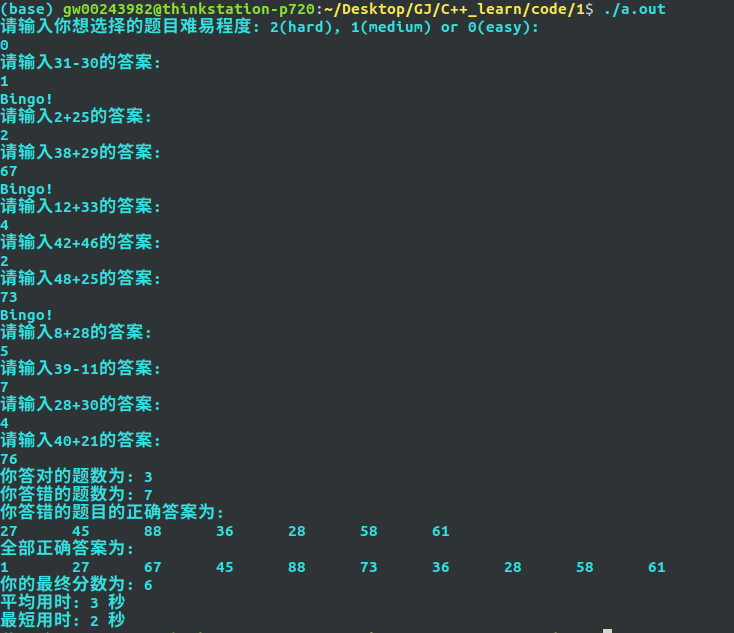 (base) gw00243982@thinkstation-p720:~/Desktop/GJ/C++_learn/code/1$ ./a.out
请输入你想选择的题目难易程度: 2(hard), 1(medium) or 0(easy):
0
请输入31-30的答案:
1
Bingo!
请输入2+25的答案:
2
请输入38+29的答案:
67
Bingo!
请输入12+33的答案:
4
请输入42+46的答案:
2
请输入48+25的答案:
73
Bingo!
请输入8+28的答案:
5
请输入39-11的答案:
7
请输入28+30的答案:
4
请输入40+21的答案:
76
你答对的题数为: 3
你答错的题数为: 7
你答错的题目的正确答案为:
27 45 88 36 28 58 61
全部正确答案为:
1 27 67 45 88 73 36 28 58 61
你的最终分数为: 6
平均用时: 3 秒
最短用时: 2 秒